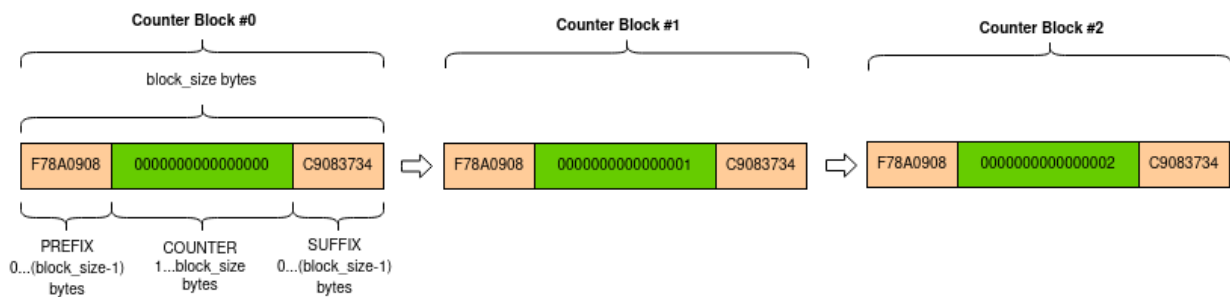 Counter Block #0
Counter Block #1
Counter Block #2
block_size bytes
F78A0908 0000000000000000 C9083734
F78A0908 0000000000000001 C9083734
F78A0908 0000000000000002 C9083734
PREFIX
0...(block_size-1)
bytes
COUNTER
1...block_size
bytes
SUFFIX
0...(block_size-1)
bytes